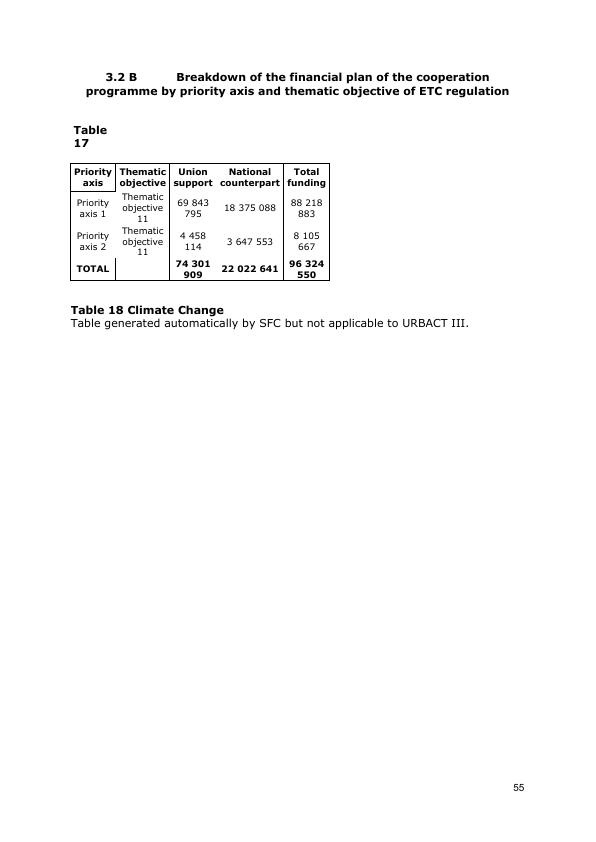 3.2 B Breakdown of the financial plan of the cooperation
programme by priority axis and thematic objective of ETC regulation
Table
17
Priority axis Thematic objective Union support National counterpart Total funding
Priority axis 1 Thematic objective 11 69 843 795 18 375 088 88 218 883
Priority axis 2 Thematic objective 11 4 458 114 3 647 553 8 105 667
TOTAL 74 301 909 22 022 641 96 324 550
Table 18 Climate Change
Table generated automatically by SFC but not applicable to URBACT III.
55